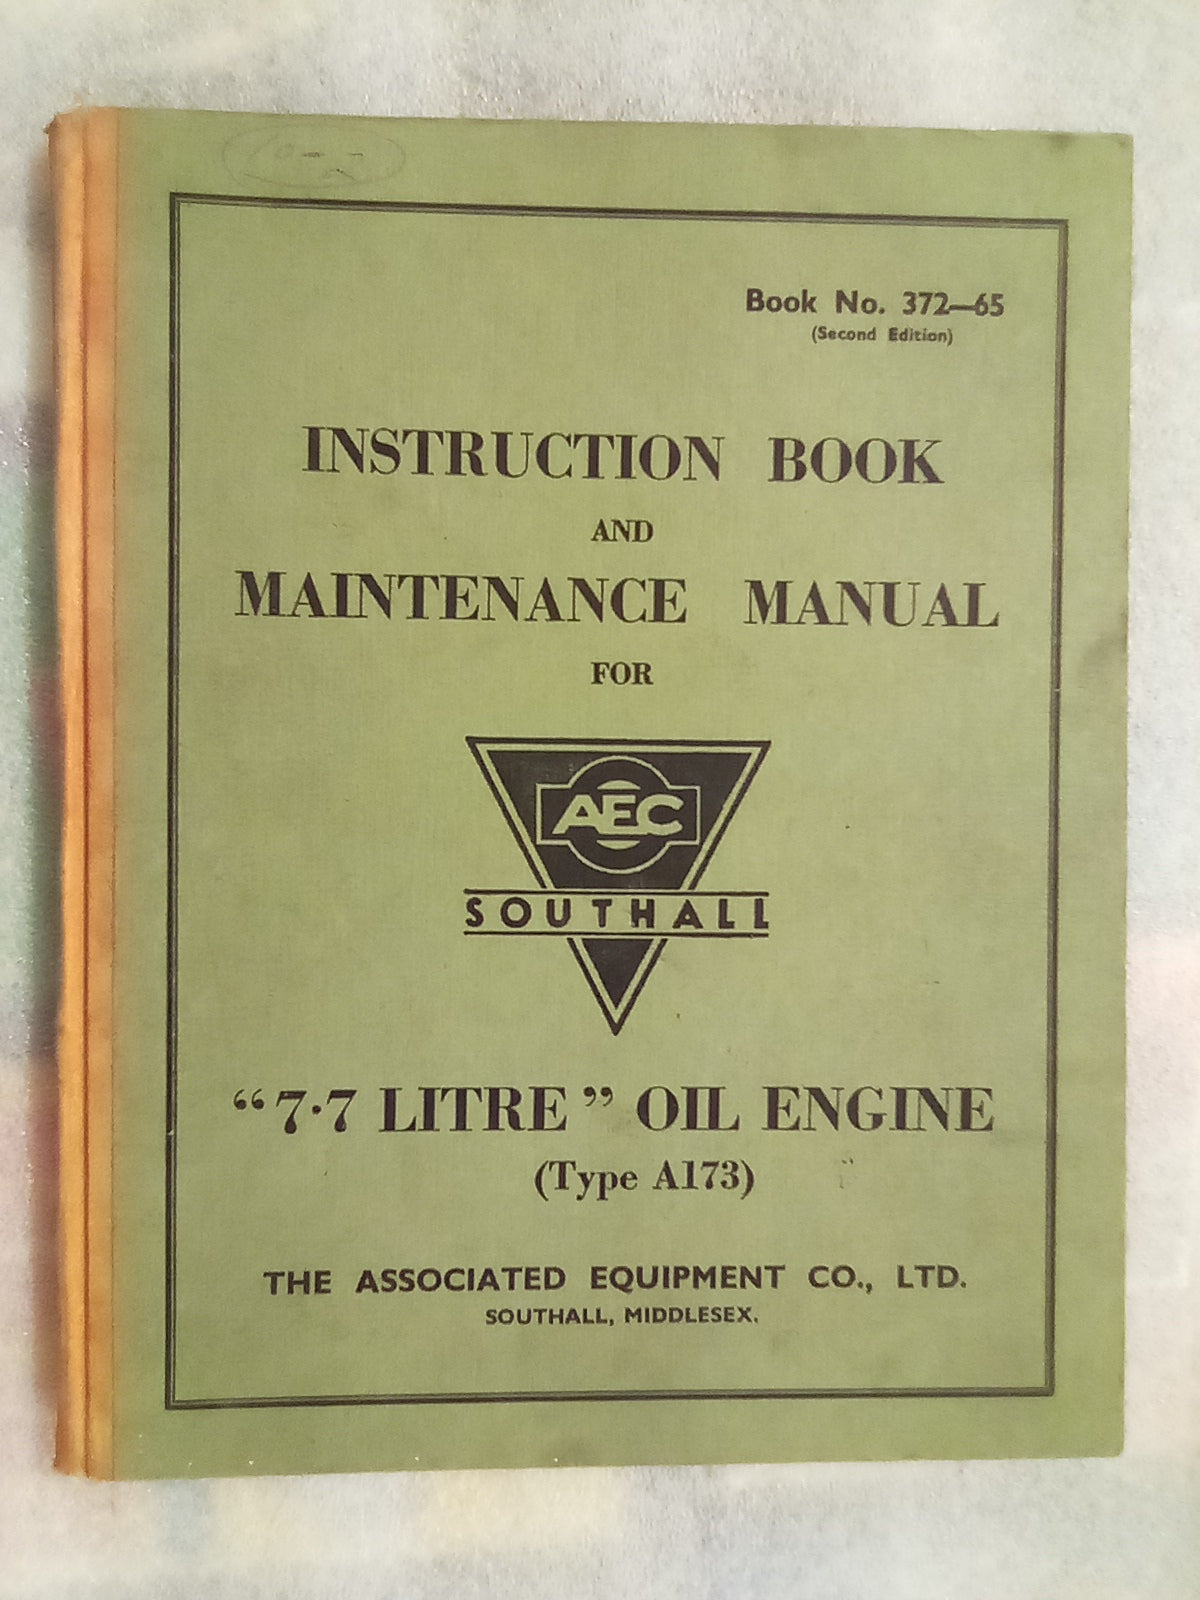 Book No. 372—65
(Second Edition)
INSTRUCTION BOOK
AND
MAINTENANCE MANUAL
FOR
AEC
SOUTHALL
“7·7 LITRE” OIL ENGINE
(Type A173)
THE ASSOCIATED EQUIPMENT CO., LTD.
SOUTHALL, MIDDLESEX.